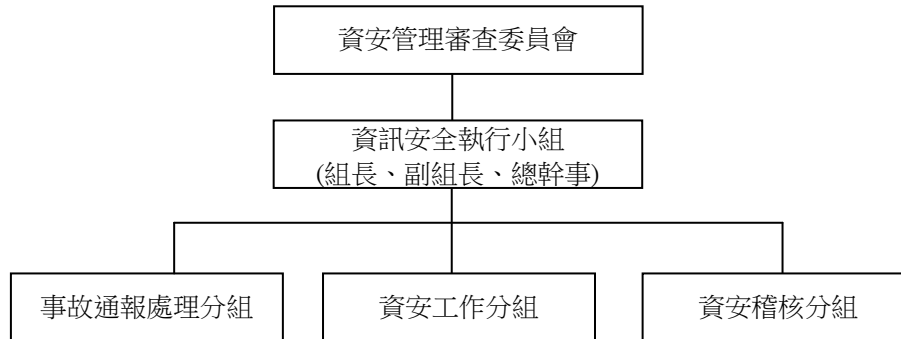 資安管理審查委員會
資訊安全執行小組
(組長、副組長、總幹事)
事故通報處理分組
資安工作分組
資安稽核分組